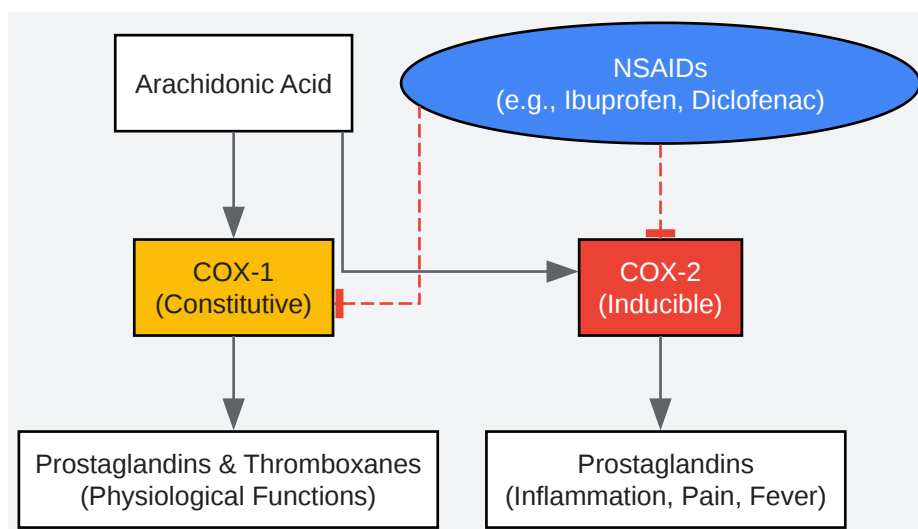 Arachidonic Acid
NSAIDs
(e.g., Ibuprofen, Diclofenac)
COX-1
(Constitutive)
COX-2
(Inducible)
Prostaglandins & Thromboxanes
(Physiological Functions)
Prostaglandins
(Inflammation, Pain, Fever)